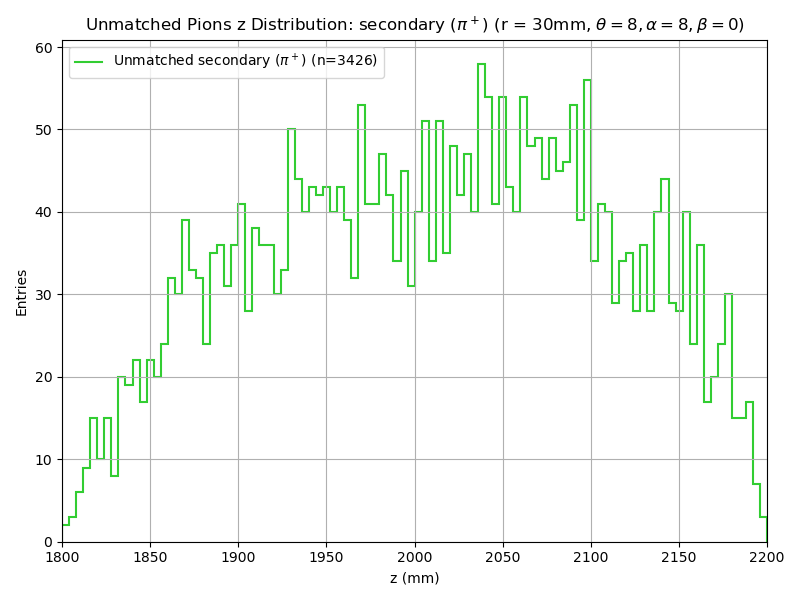 Unmatched Pions z Distribution: secondary (π⁺) (r = 30mm, θ = 8, α = 8, β = 0)
Unmatched secondary (π⁺) (n=3426)
60
50
40
30
20
10
0
Entries
1800 1850 1900 1950 2000 2050 2100 2150 2200
z (mm)